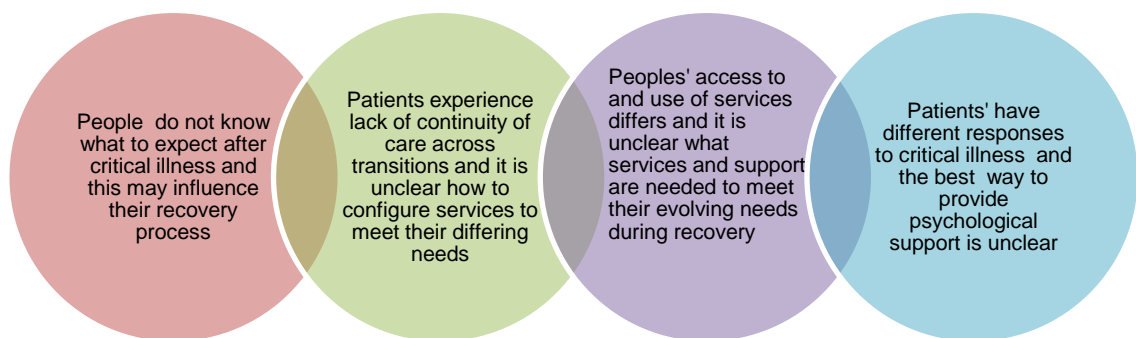 People do not know
what to expect after
critical illness and
this may influence
their recovery
process
Patients experience
lack of continuity of
care across
transitions and it is
unclear how to
configure services to
meet their differing
needs
Peoples' access to
and use of services
differs and it is
unclear what
services and support
are needed to meet
their evolving needs
during recovery
Patients' have
different responses
to critical illness and
the best way to
provide
psychological
support is unclear